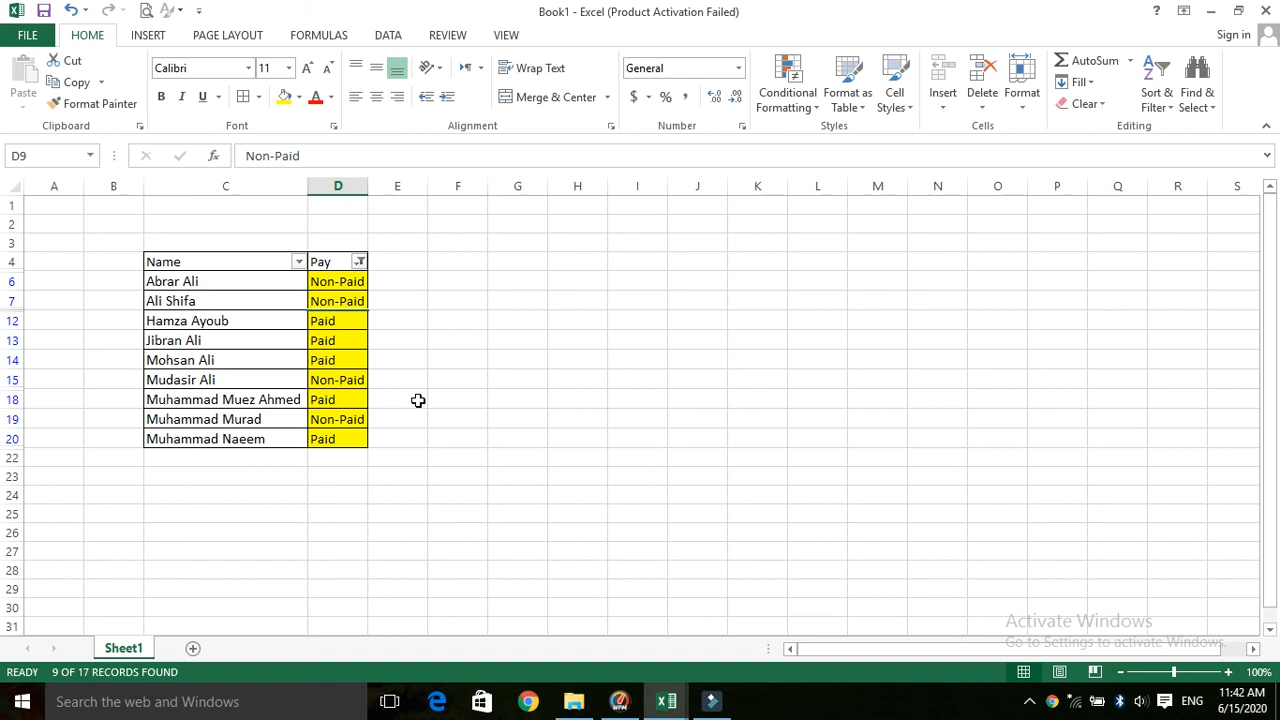 Book1 - Excel (Product Activation Failed)
FILE HOME INSERT PAGE LAYOUT FORMULAS DATA REVIEW VIEW Sign in
Paste Cut Copy Format Painter Clipboard
Calibri 11 A A B I U A Font
Wrap Text Merge & Center Alignment
General $ % , Number
Conditional Formatting Format as Table Cell Styles Styles
Insert Delete Format Cells
AutoSum Fill Clear Sort & Filter Find & Select Editing
D9 fx Non-Paid
A B C D E F G H I J K L M N O P Q R S
1
2
3
4 Name Pay
6 Abrar Ali Non-Paid
7 Ali Shifa Non-Paid
12 Hamza Ayoub Paid
13 Jibran Ali Paid
14 Mohsan Ali Paid
15 Mudasir Ali Non-Paid
18 Muhammad Muez Ahmed Paid
19 Muhammad Murad Non-Paid
20 Muhammad Naeem Paid
22
23
24
25
26
27
28
29
30
31
Activate Windows
Go to Settings to activate Windows.
Sheet1
READY 9 OF 17 RECORDS FOUND 100%
Search the web and Windows ENG 11:42 AM
6/15/2020